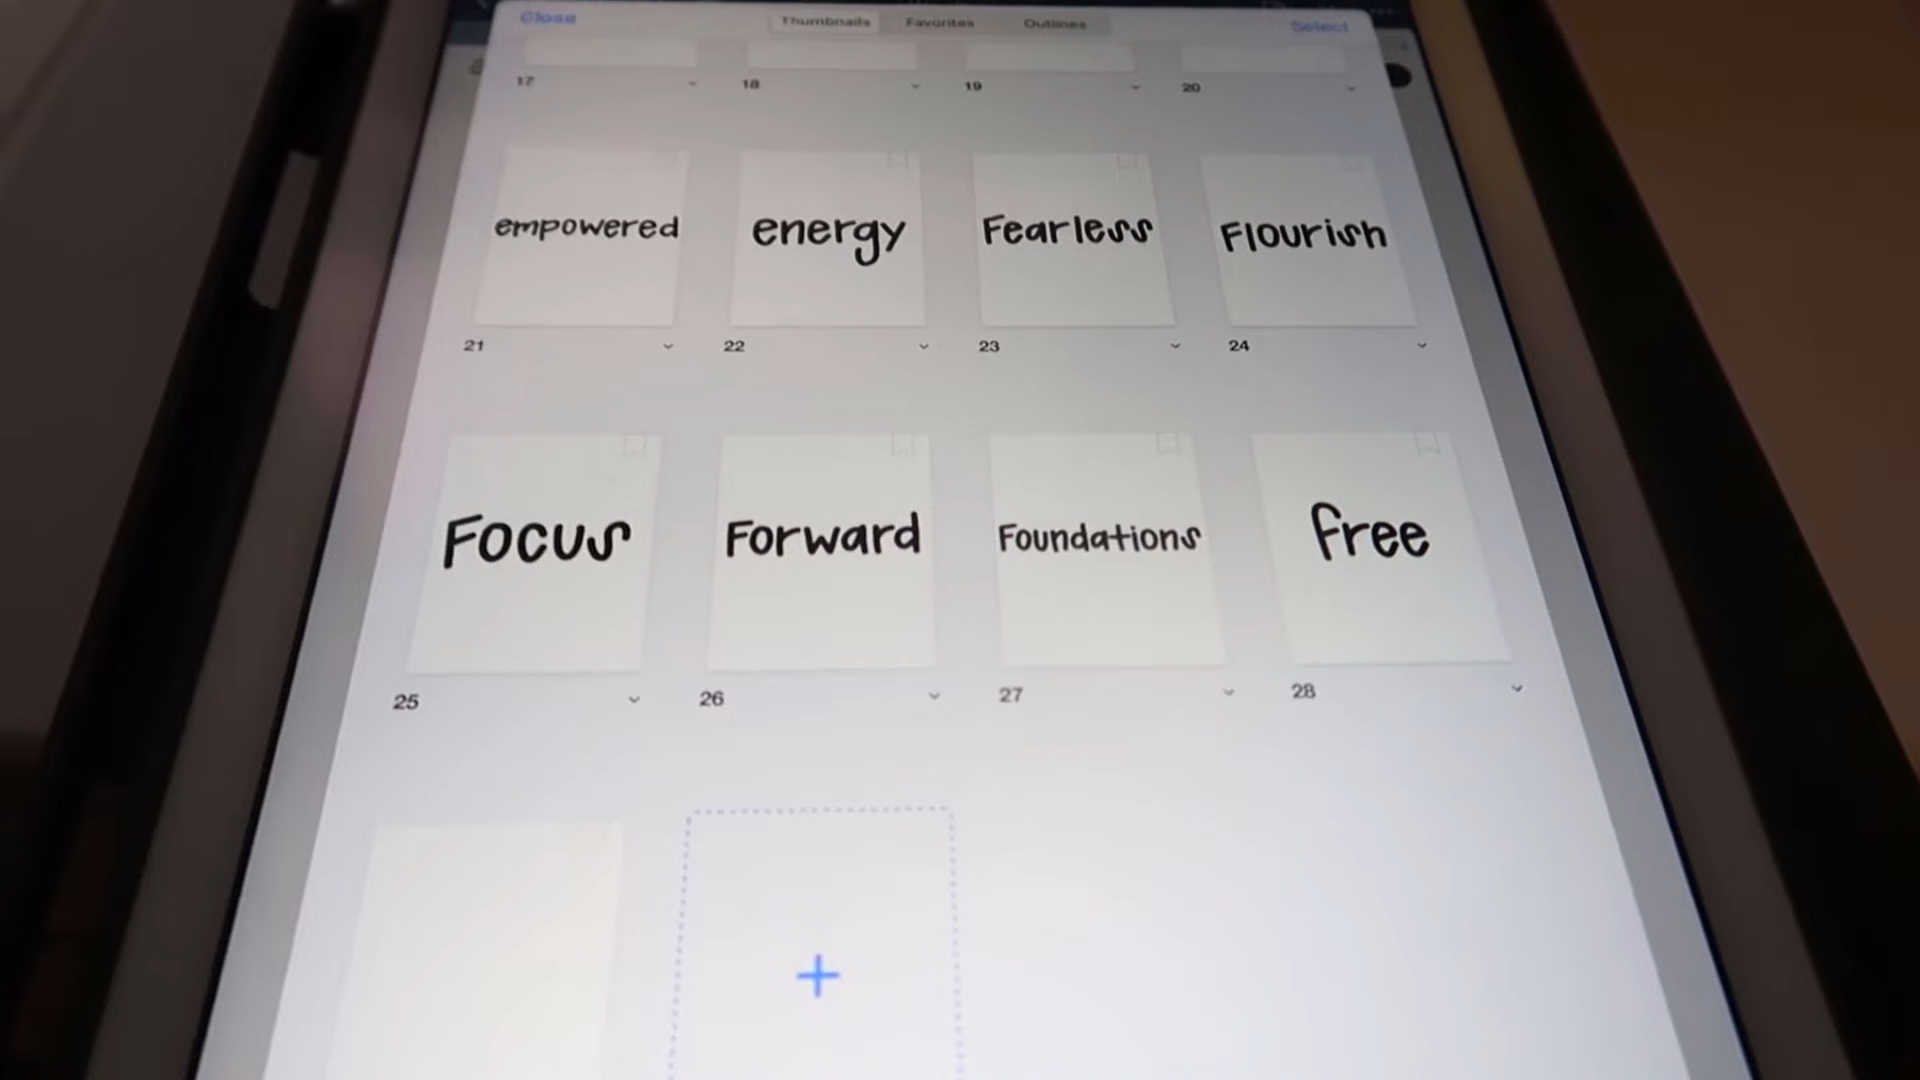 Close Thumbnails Favorites Outlines Select
17 18 19 20
empowered energy Fearless Flourish
21 22 23 24
Focus Forward Foundations free
25 26 27 28
+